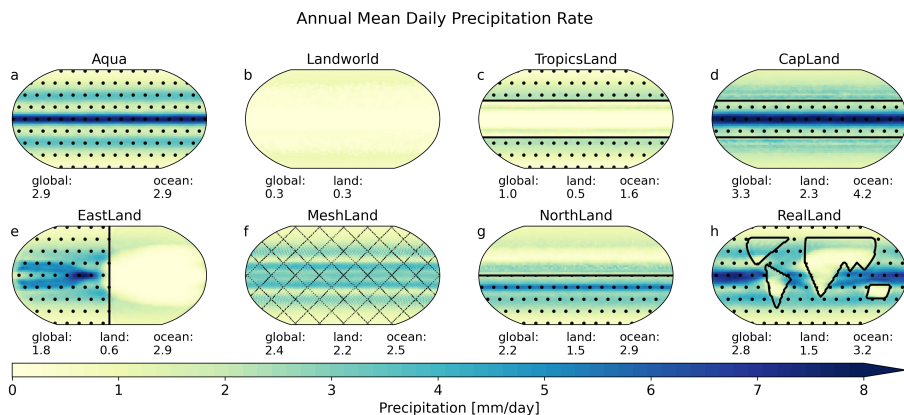 Annual Mean Daily Precipitation Rate
a Aqua
global: ocean:
2.9 2.9
b Landworld
global: land:
0.3 0.3
c TropicsLand
global: land: ocean:
1.0 0.5 1.6
d CapLand
global: land: ocean:
3.3 2.3 4.2
e EastLand
global: land: ocean:
1.8 0.6 2.9
f MeshLand
global: land: ocean:
2.4 2.2 2.5
g NorthLand
global: land: ocean:
2.2 1.5 2.9
h RealLand
global: land: ocean:
2.8 1.5 3.2
0 1 2 3 4 5 6 7 8
Precipitation [mm/day]